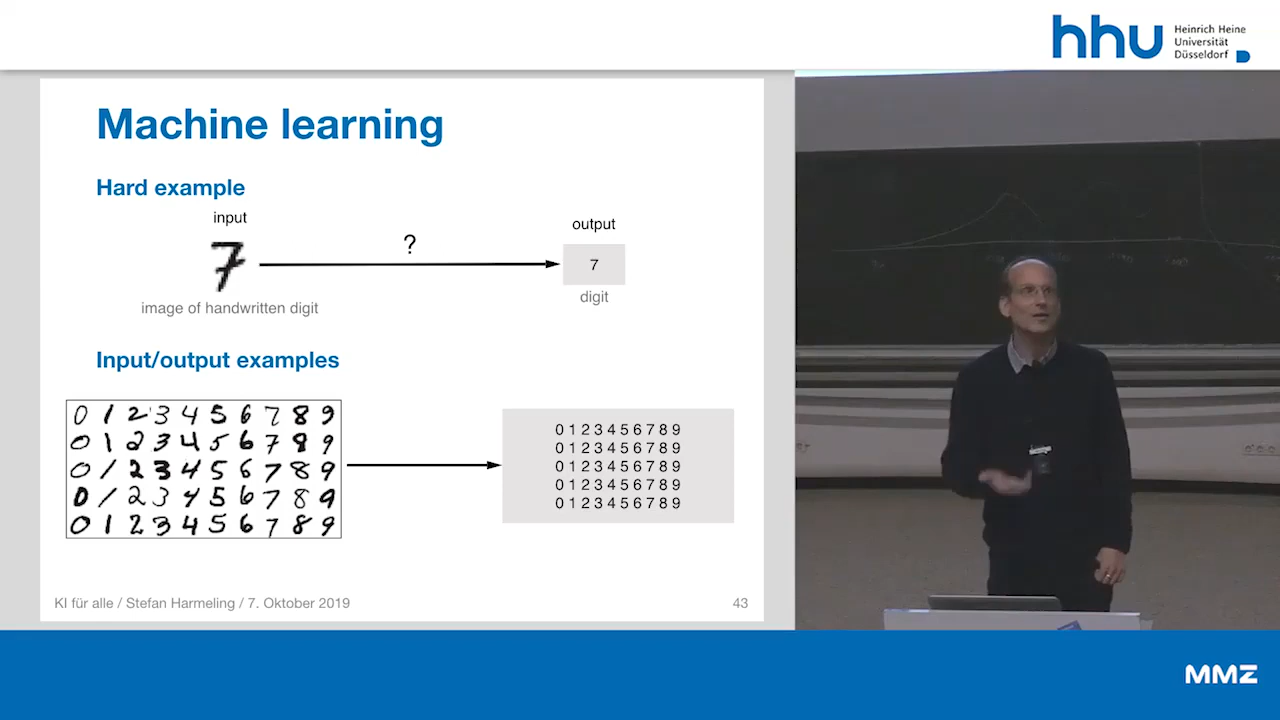 hhu
Heinrich Heine
Universität
Düsseldorf
Machine learning
Hard example
input
output
7
?
7
image of handwritten digit
digit
Input/output examples
0 1 2 3 4 5 6 7 8 9
0 1 2 3 4 5 6 7 8 9
0 1 2 3 4 5 6 7 8 9
0 1 2 3 4 5 6 7 8 9
0 1 2 3 4 5 6 7 8 9
0 1 2 3 4 5 6 7 8 9
0 1 2 3 4 5 6 7 8 9
0 1 2 3 4 5 6 7 8 9
0 1 2 3 4 5 6 7 8 9
0 1 2 3 4 5 6 7 8 9
KI für alle / Stefan Harmeling / 7. Oktober 2019
43
MMZ